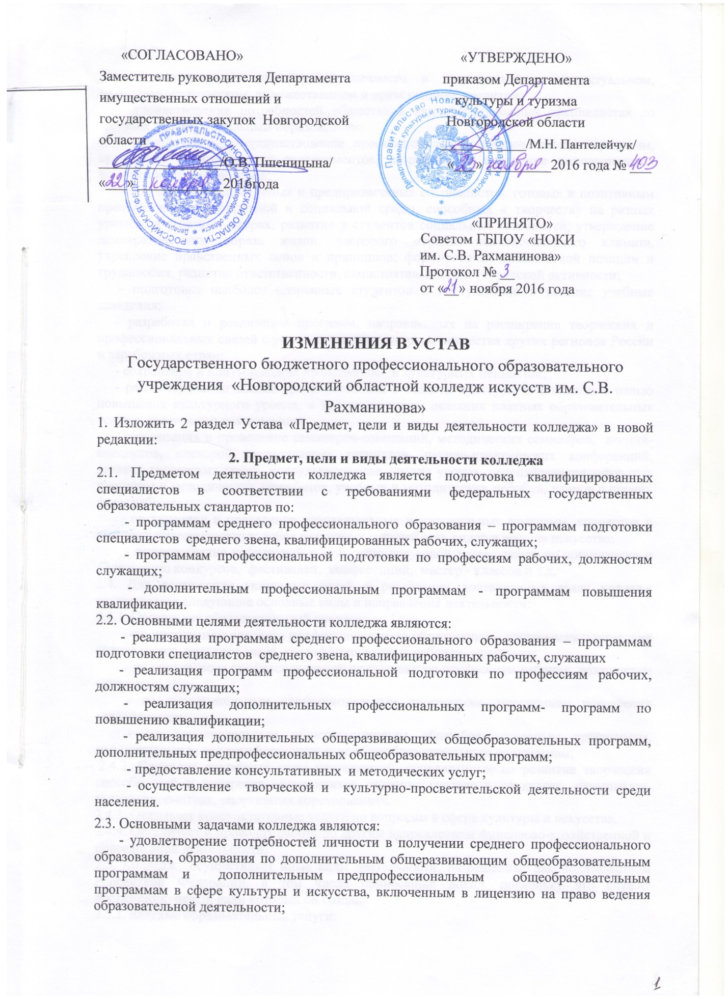 «СОГЛАСОВАНО»
Заместитель руководителя Департамента
имущественных отношений и
государственных закупок Новгородской
области
/О.В. Пшеницына/
«22» ноября 2016года
«УТВЕРЖДЕНО»
приказом Департамента
культуры и туризма
Новгородской области
/М.Н. Пантелейчук/
«23» ноября 2016 года № 403
«ПРИНЯТО»
Советом ГБПОУ «НОКИ
им. С.В. Рахманинова»
Протокол № 3
от «21» ноября 2016 года
ИЗМЕНЕНИЯ В УСТАВ
Государственного бюджетного профессионального образовательного
учреждения «Новгородский областной колледж искусств им. С.В.
Рахманинова»
1. Изложить 2 раздел Устава «Предмет, цели и виды деятельности колледжа» в новой
редакции:
2. Предмет, цели и виды деятельности колледжа
2.1. Предметом деятельности колледжа является подготовка квалифицированных
специалистов в соответствии с требованиями федеральных государственных
образовательных стандартов по:
- программам среднего профессионального образования – программам подготовки
специалистов среднего звена, квалифицированных рабочих, служащих;
- программам профессиональной подготовки по профессиям рабочих, должностям
служащих;
- дополнительным профессиональным программам - программам повышения
квалификации.
2.2. Основными целями деятельности колледжа являются:
- реализация программам среднего профессионального образования – программам
подготовки специалистов среднего звена, квалифицированных рабочих, служащих
- реализация программ профессиональной подготовки по профессиям рабочих,
должностям служащих;
- реализация дополнительных профессиональных программ- программ по
повышению квалификации;
- реализация дополнительных общеразвивающих общеобразовательных программ,
дополнительных предпрофессиональных общеобразовательных программ;
- предоставление консультативных и методических услуг;
- осуществление творческой и культурно-просветительской деятельности среди
населения.
2.3. Основными задачами колледжа являются:
- удовлетворение потребностей личности в получении среднего профессионального
образования, образования по дополнительным общеразвивающим общеобразовательным
программам и дополнительным предпрофессиональным общеобразовательным
программам в сфере культуры и искусства, включенным в лицензию на право ведения
образовательной деятельности;
1